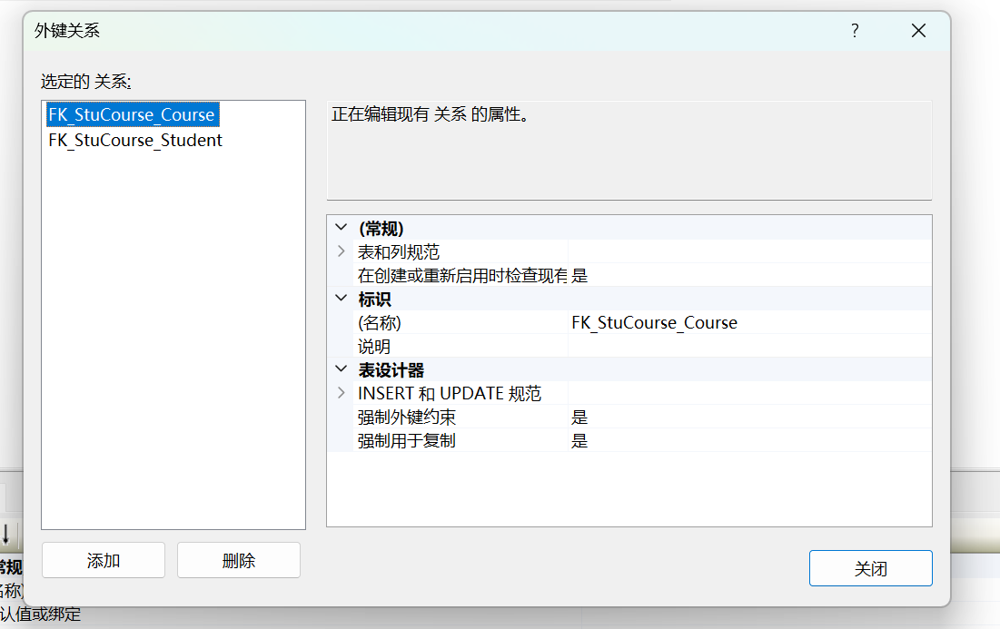 外键关系
?
选定的 关系:
FK_StuCourse_Course
FK_StuCourse_Student
正在编辑现有 关系 的属性。
(常规)
表和列规范
在创建或重新启用时检查现有 是
标识
(名称) FK_StuCourse_Course
说明
表设计器
INSERT 和 UPDATE 规范
强制外键约束 是
强制用于复制 是
添加
删除
关闭
常规
名称)
认值或绑定